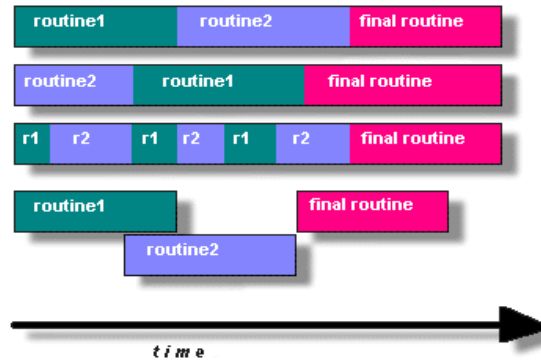 routine1 routine2 final routine
routine2 routine1 final routine
r1 r2 r1 r2 r1 r2 final routine
routine1 final routine
routine2
time